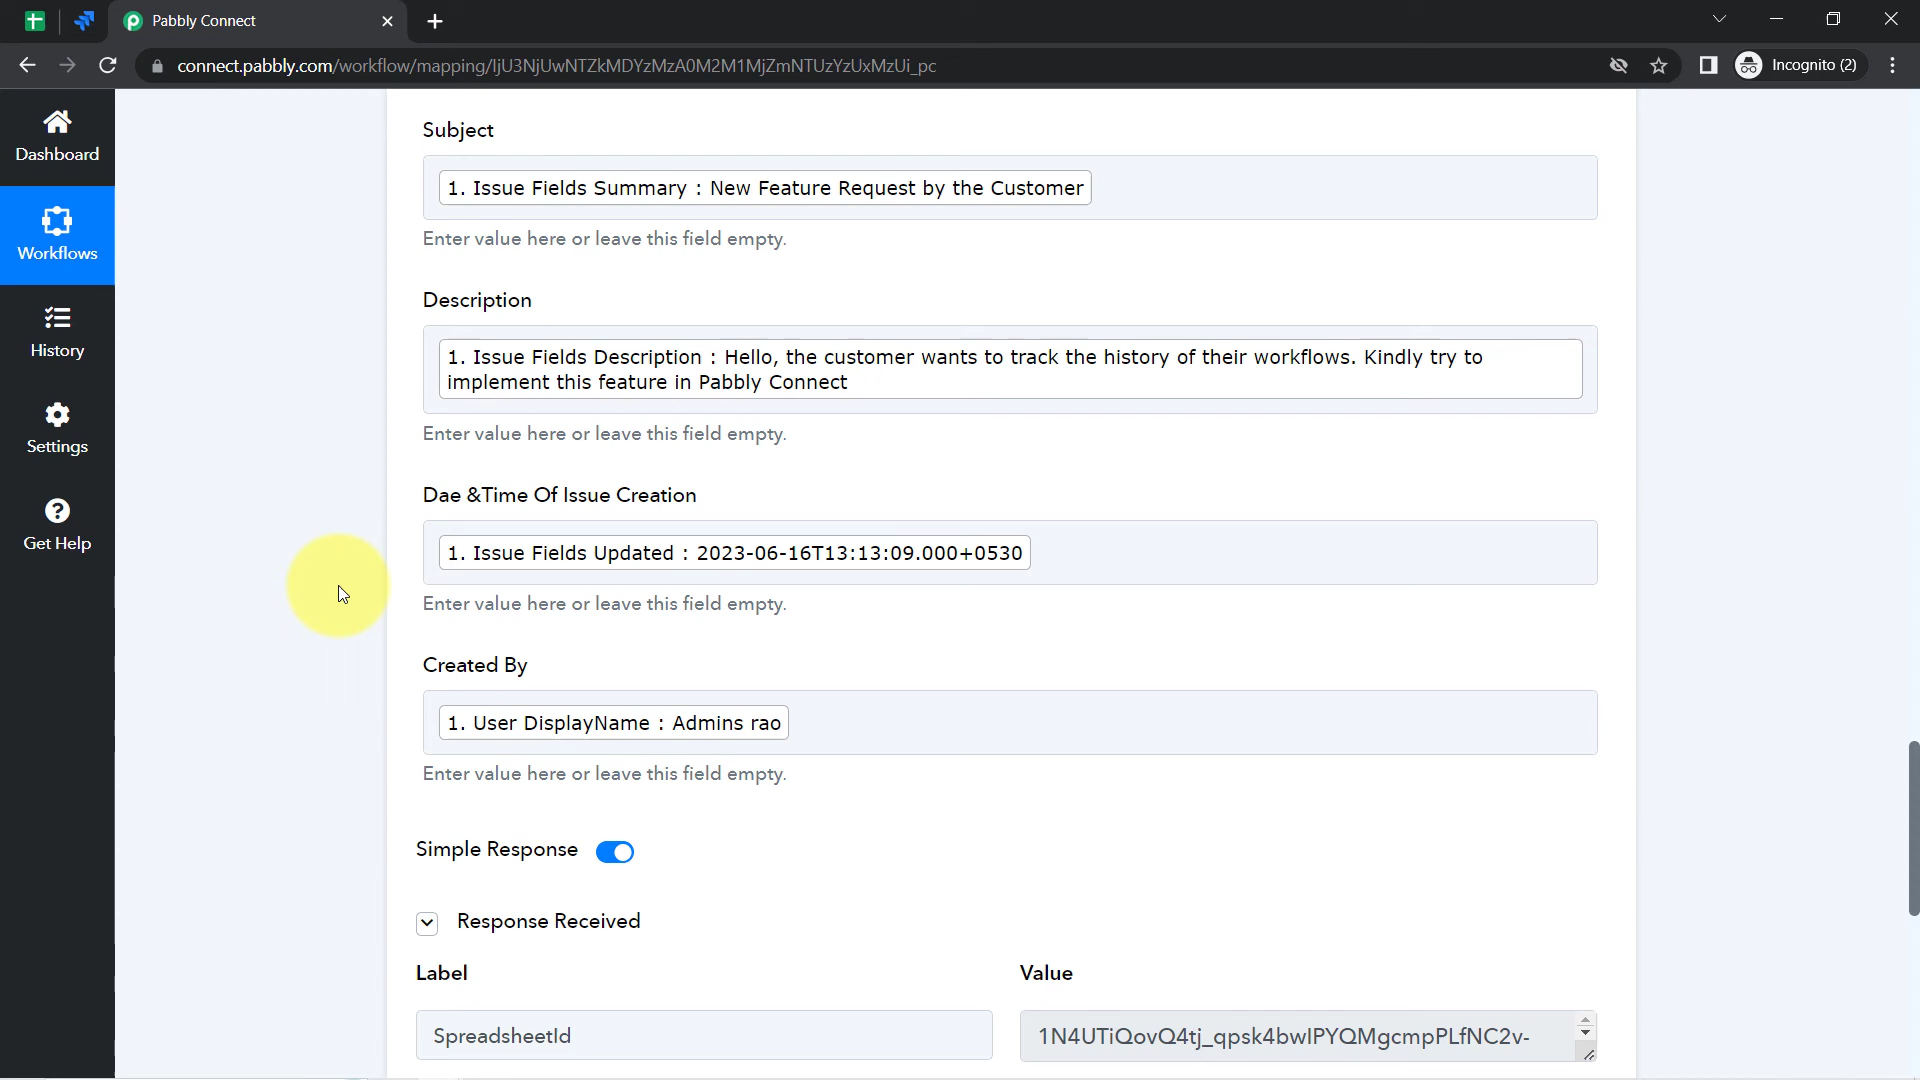 Pabbly Connect
connect.pabbly.com/workflow/mapping/IjU3NjUwNTZkMDYzMzA0M2M1MjZmNTUzYzUxMzUi_pc
Incognito (2)
Dashboard
Workflows
History
Settings
Get Help
Subject
1. Issue Fields Summary : New Feature Request by the Customer
Enter value here or leave this field empty.
Description
1. Issue Fields Description : Hello, the customer wants to track the history of their workflows. Kindly try to
implement this feature in Pabbly Connect
Enter value here or leave this field empty.
Dae &Time Of Issue Creation
1. Issue Fields Updated : 2023-06-16T13:13:09.000+0530
Enter value here or leave this field empty.
Created By
1. User DisplayName : Admins rao
Enter value here or leave this field empty.
Simple Response
Response Received
Label
Value
SpreadsheetId
1N4UTiQovQ4tj_qpsk4bwIPYQMgcmpPLfNC2v-